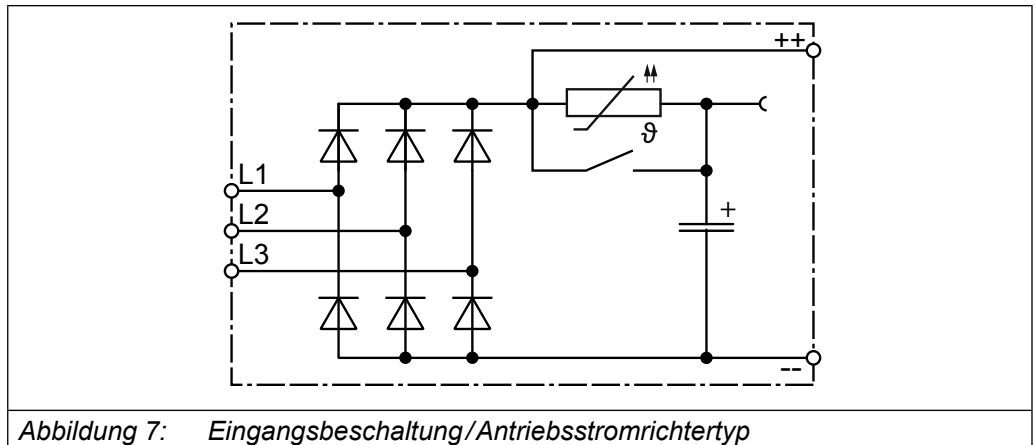 ++
ϑ
L1
L2
L3
+
--
Abbildung 7: Eingangsbeschaltung/Antriebsstromrichtertyp